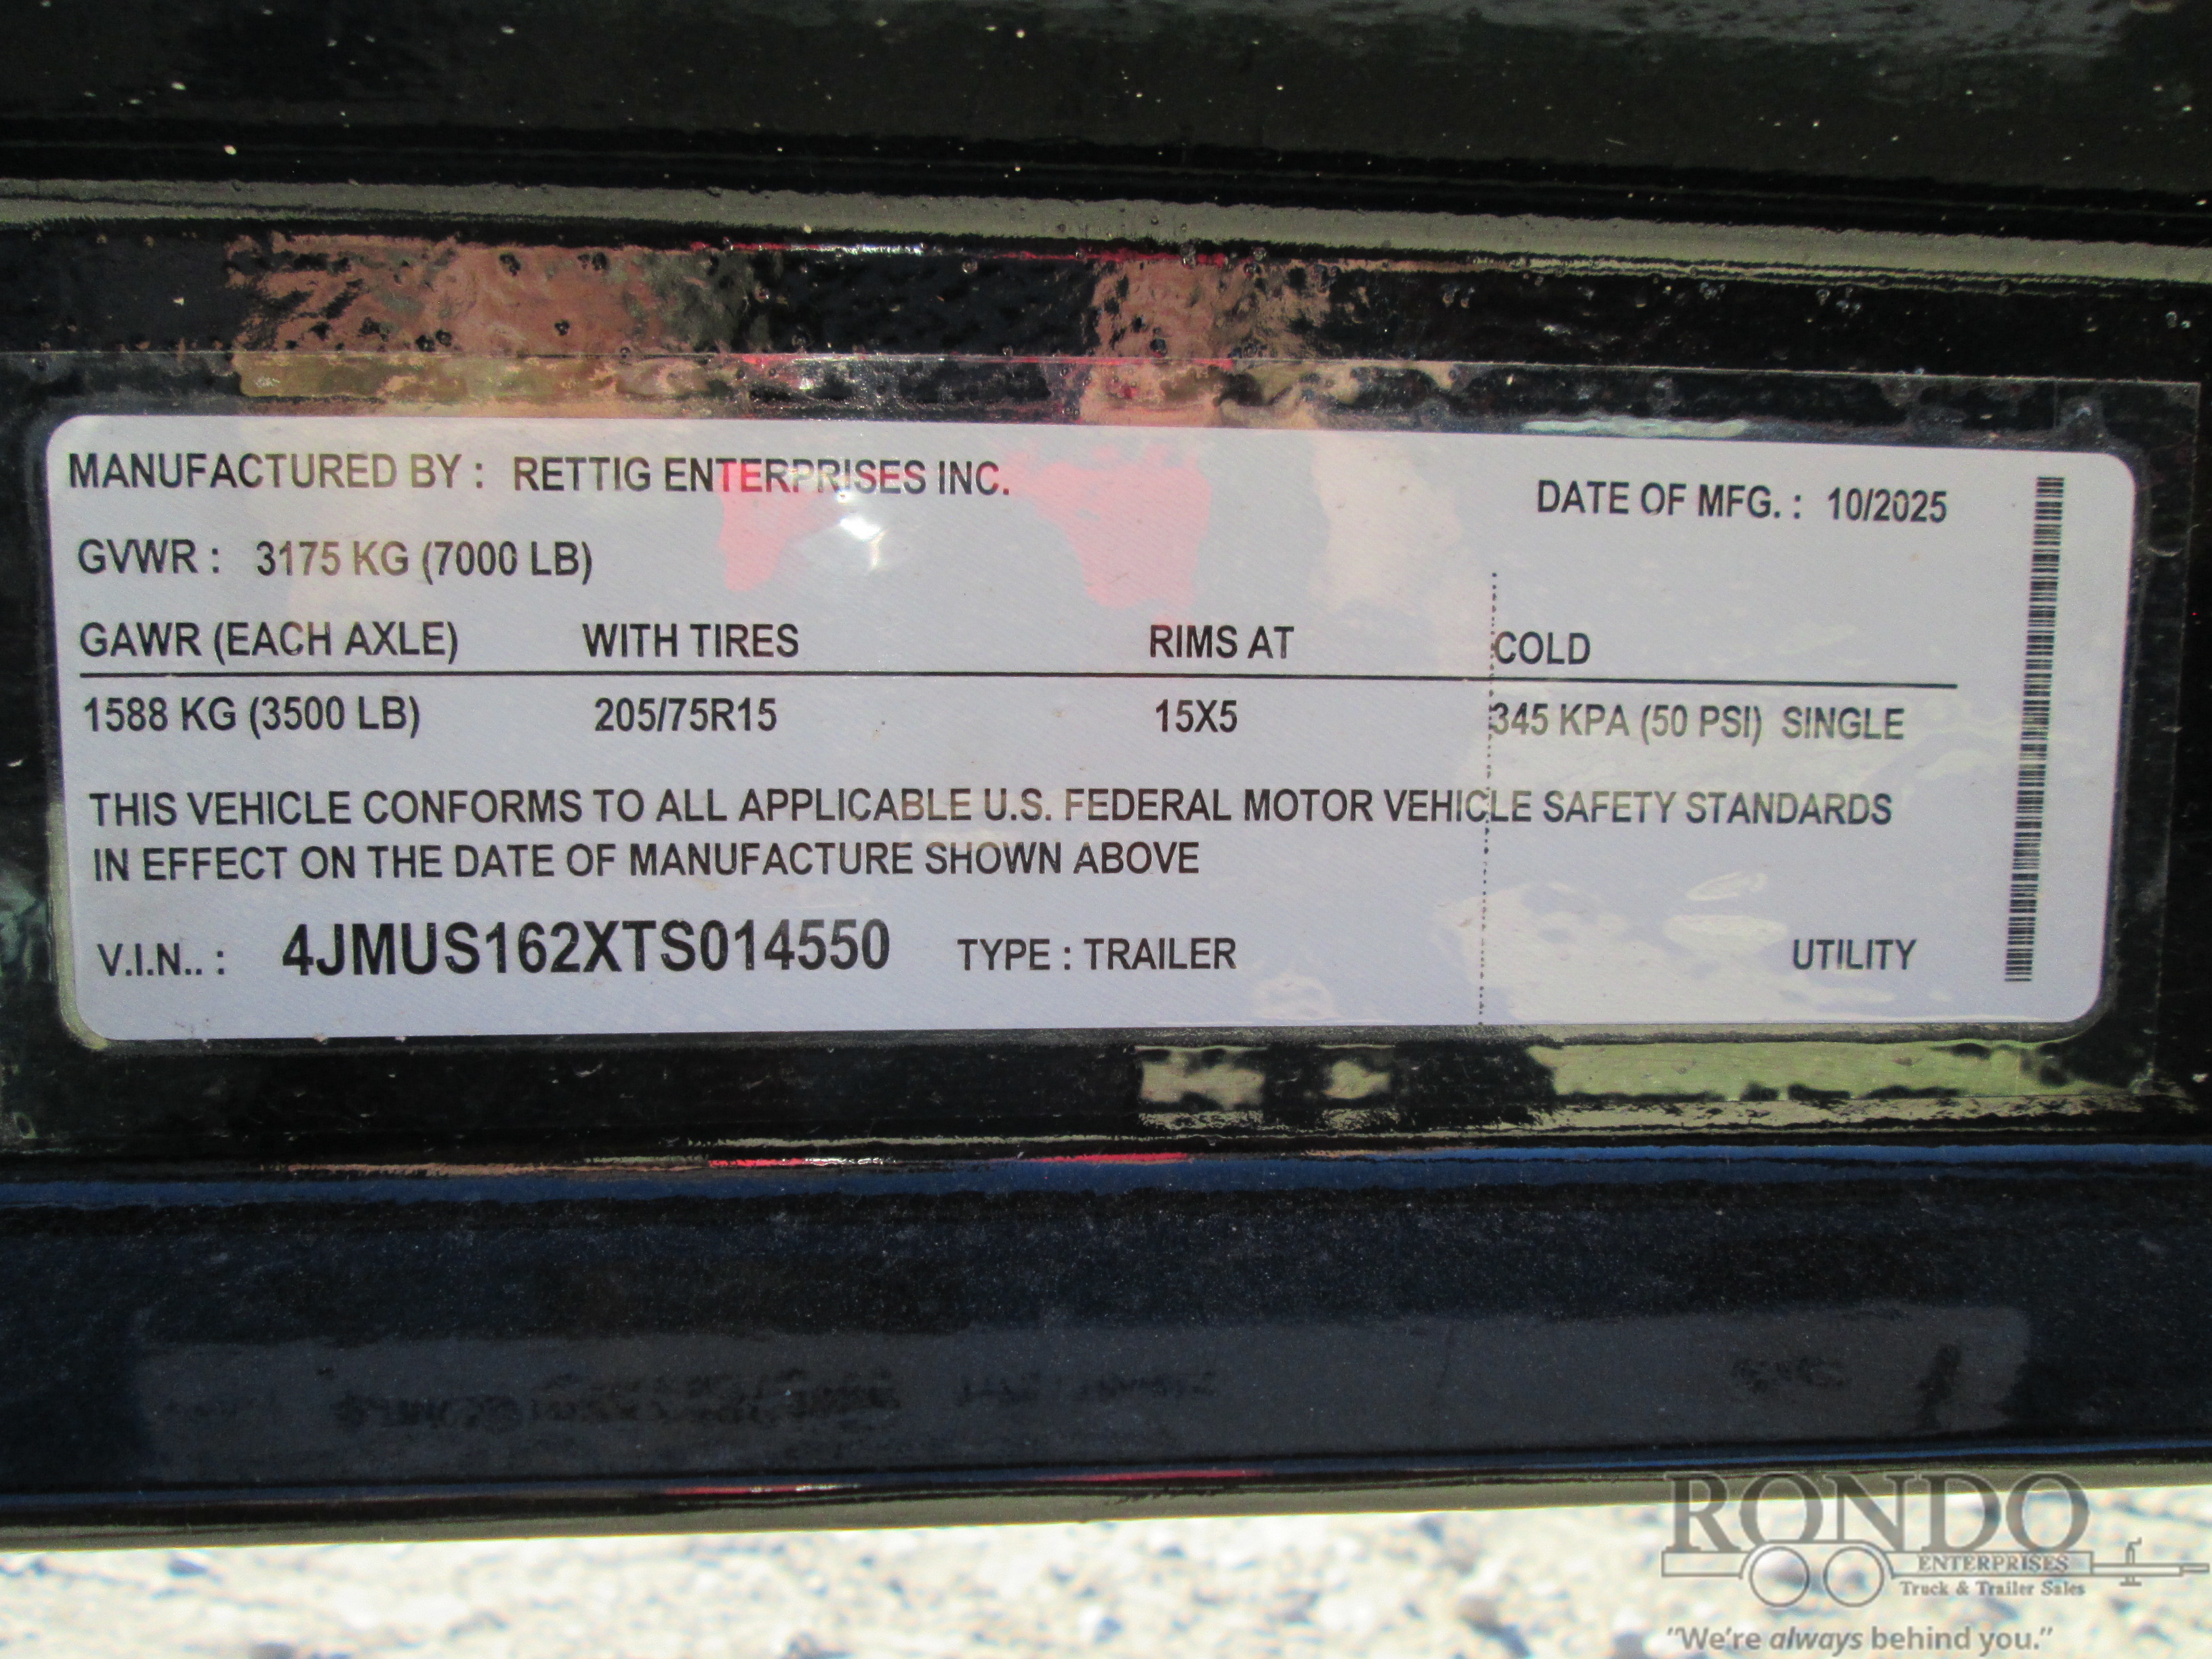 MANUFACTURED BY : RETTIG ENTERPRISES INC.
DATE OF MFG. : 10/2025
GVWR : 3175 KG (7000 LB)
GAWR (EACH AXLE) WITH TIRES RIMS AT COLD
1588 KG (3500 LB) 205/75R15 15X5 345 KPA (50 PSI) SINGLE
THIS VEHICLE CONFORMS TO ALL APPLICABLE U.S. FEDERAL MOTOR VEHICLE SAFETY STANDARDS
IN EFFECT ON THE DATE OF MANUFACTURE SHOWN ABOVE
V.I.N.. : 4JMUS162XTS014550 TYPE : TRAILER UTILITY
RONDO
ENTERPRISES
Truck & Trailer Sales
"We're always behind you."